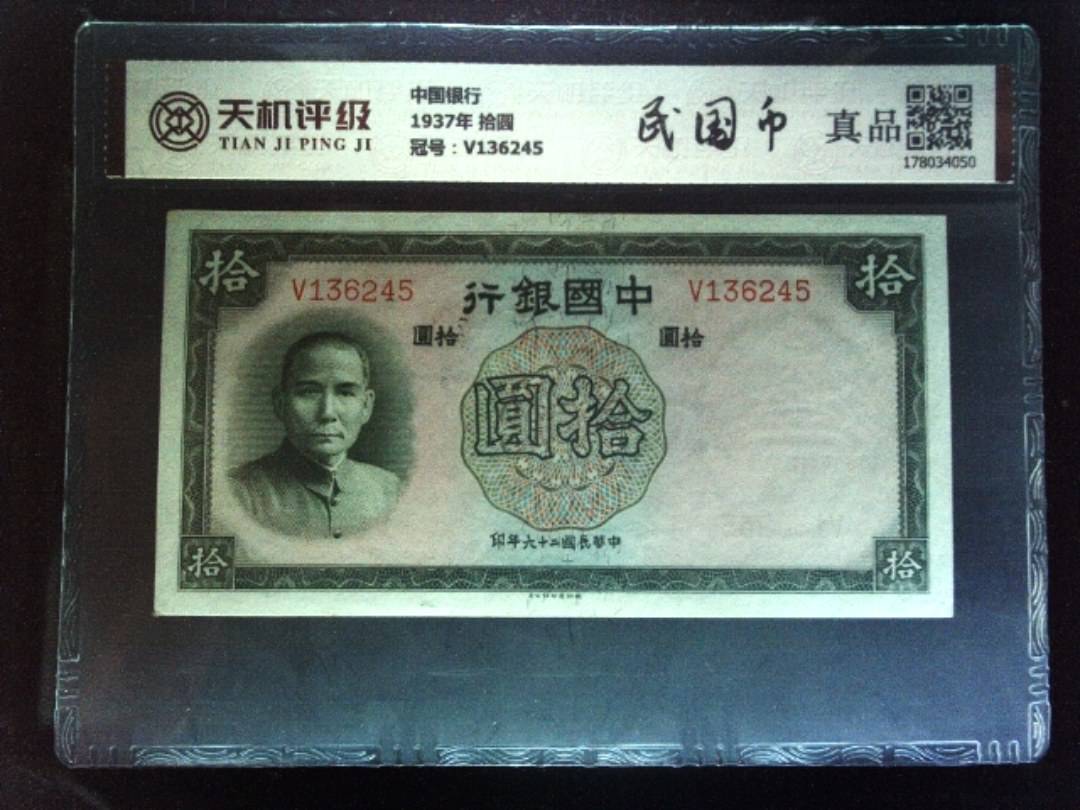 天机评级
TIAN JI PING JI
中国银行
1937年 拾圆
冠号：V136245
民国币
真品
178034050
拾
拾
V136245
中國銀行
V136245
拾圓
拾圓
拾圓
中華民國二十六年印
拾
拾